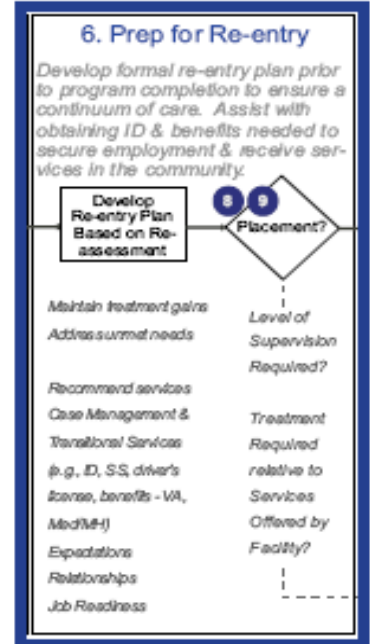 6. Prep for Re-entry
Develop formal re-entry plan prior
to program completion to ensure a
continuum of care. Assist with
obtaining ID & benefits needed to
secure employment & receive ser-
vices in the community.
Develop
Re-entry Plan
Based on Re-
assessment
8 9
Placement?
Maintain treatment gains
Address unmet needs
Recommend services
Case Management &
Transitional Services
(e.g., ID, SS, driver's
license, benefits - VA,
Med/MH)
Expectations
Relationships
Job Readiness
Level of
Supervision
Required?
Treatment
Required
relative to
Services
Offered by
Facility?